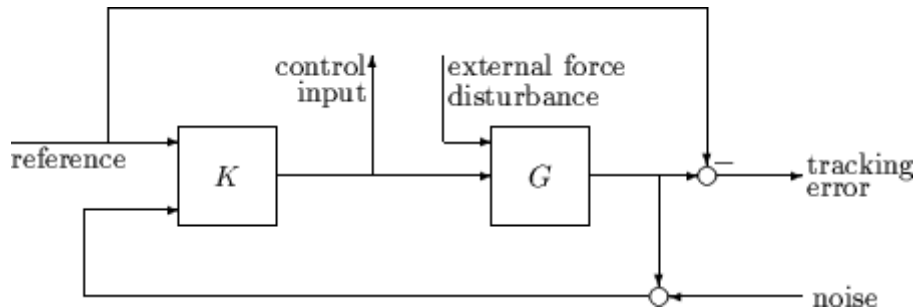 control
input
external force
disturbance
reference
K
G
−
tracking
error
noise